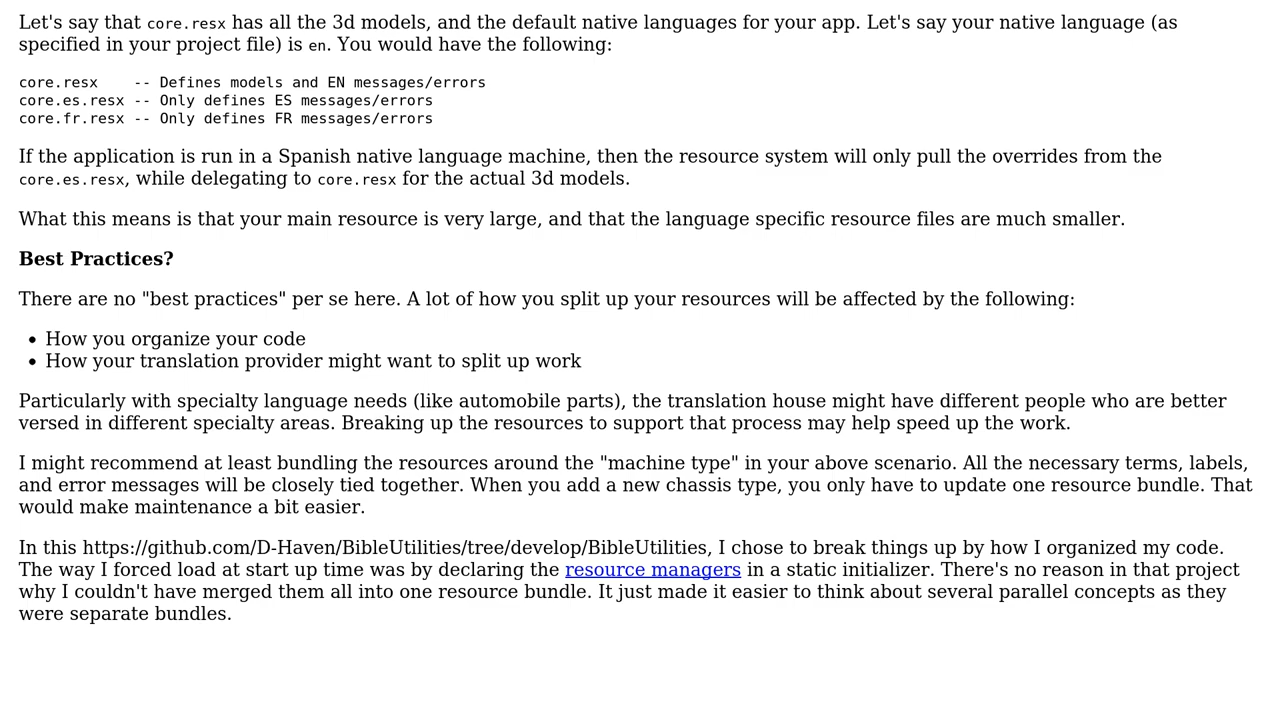 Let's say that core.resx has all the 3d models, and the default native languages for your app. Let's say your native language (as
specified in your project file) is en. You would have the following:
core.resx    -- Defines models and EN messages/errors
core.es.resx -- Only defines ES messages/errors
core.fr.resx -- Only defines FR messages/errors
If the application is run in a Spanish native language machine, then the resource system will only pull the overrides from the
core.es.resx, while delegating to core.resx for the actual 3d models.
What this means is that your main resource is very large, and that the language specific resource files are much smaller.
Best Practices?
There are no "best practices" per se here. A lot of how you split up your resources will be affected by the following:
• How you organize your code
• How your translation provider might want to split up work
Particularly with specialty language needs (like automobile parts), the translation house might have different people who are better
versed in different specialty areas. Breaking up the resources to support that process may help speed up the work.
I might recommend at least bundling the resources around the "machine type" in your above scenario. All the necessary terms, labels,
and error messages will be closely tied together. When you add a new chassis type, you only have to update one resource bundle. That
would make maintenance a bit easier.
In this https://github.com/D-Haven/BibleUtilities/tree/develop/BibleUtilities, I chose to break things up by how I organized my code.
The way I forced load at start up time was by declaring the resource managers in a static initializer. There's no reason in that project
why I couldn't have merged them all into one resource bundle. It just made it easier to think about several parallel concepts as they
were separate bundles.